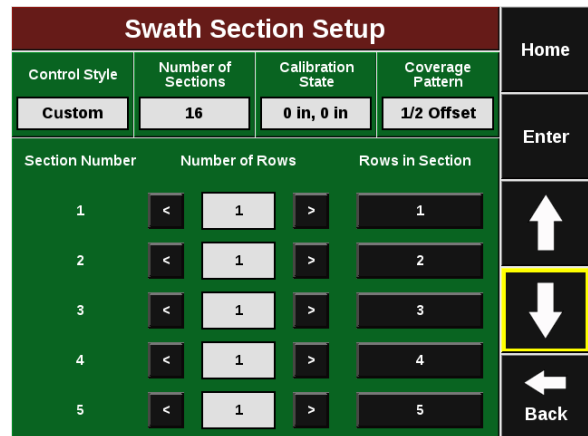 Swath Section Setup
Home
Control Style
Number of
Sections
Calibration
State
Coverage
Pattern
Custom
16
0 in, 0 in
1/2 Offset
Enter
Section Number
Number of Rows
Rows in Section
1 < 1 > 1
2 < 1 > 2
3 < 1 > 3
4 < 1 > 4
5 < 1 > 5
Back